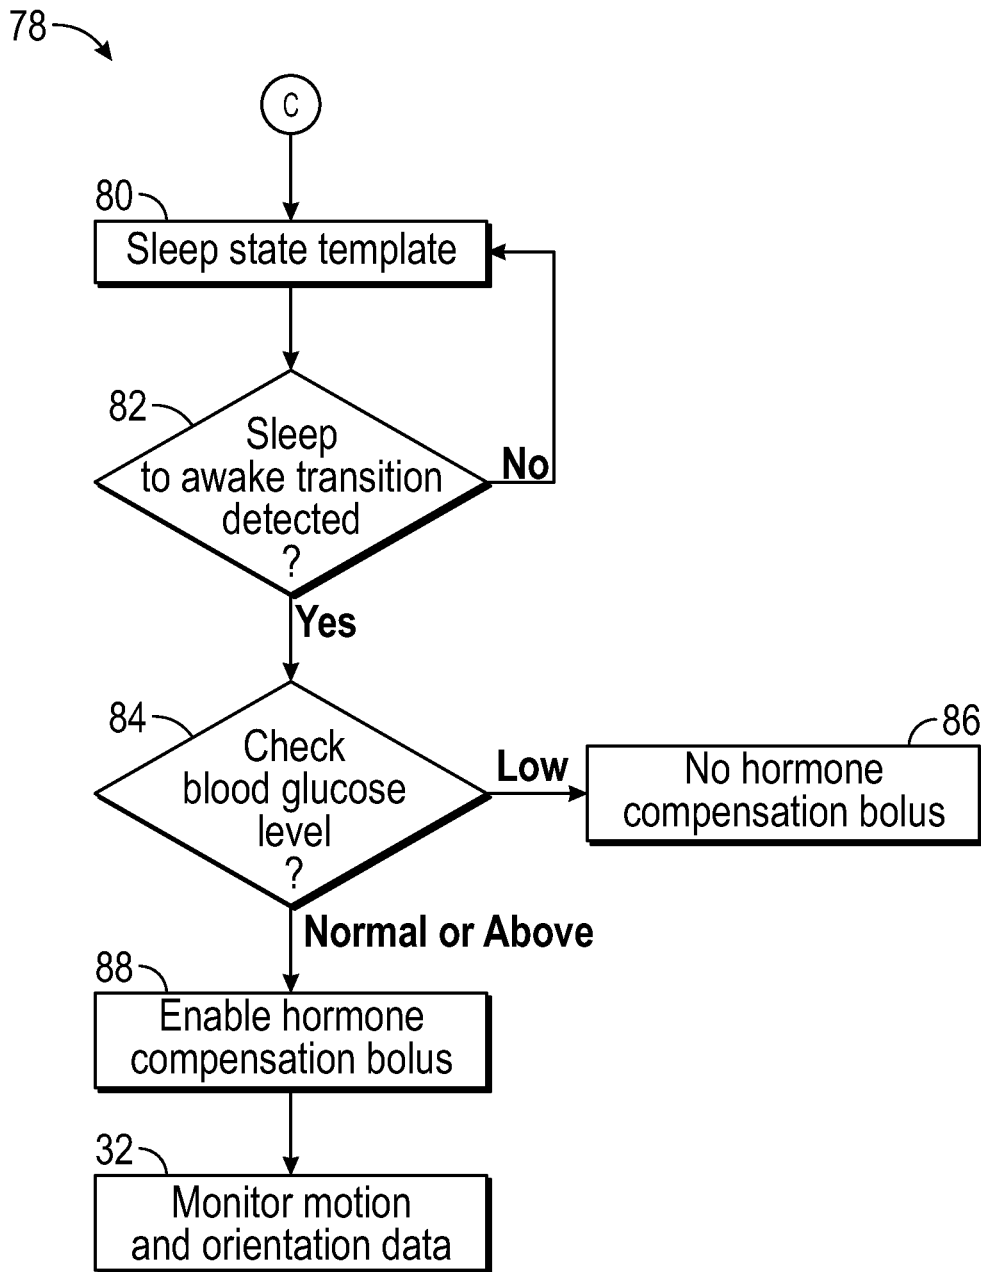 78
C
80
Sleep state template
82
Sleep
to awake transition
detected
?
No
Yes
84
Check
blood glucose
level
?
Low
86
No hormone
compensation bolus
Normal or Above
88
Enable hormone
compensation bolus
32
Monitor motion
and orientation data